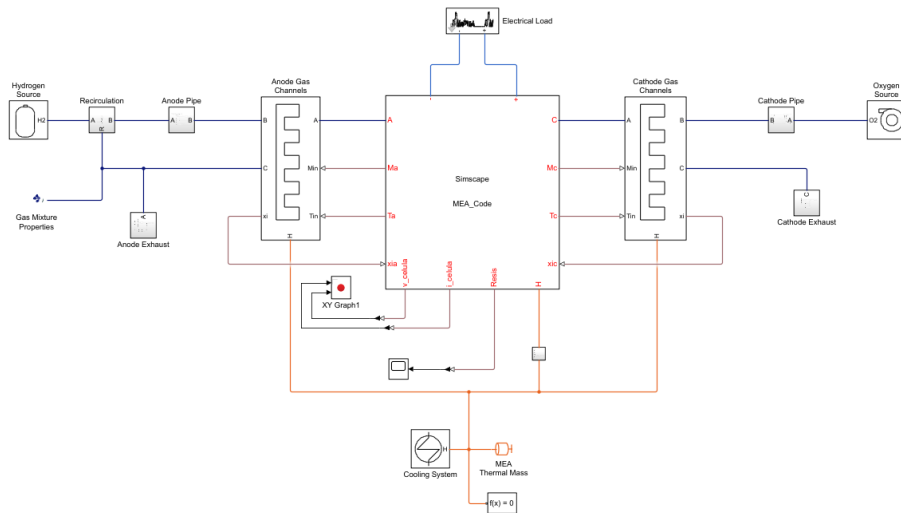 Electrical Load
-
+
Hydrogen
Source
H2
Recirculation
A
B
R
Anode Pipe
A
B
Anode Gas
Channels
B
A
C
Min
xi
Tin
H
A
Ma
Ta
xia
Simscape
MEA_Code
C
Mc
Tc
xic
v_celula
i_celula
Resis
H
Cathode Gas
Channels
A
B
Min
C
Tin
xi
H
Cathode Pipe
B
A
Oxygen
Source
O2
Gas Mixture
Properties
A
Anode Exhaust
C
Cathode Exhaust
XY Graph1
H
Cooling System
MEA
Thermal Mass
f(x) = 0